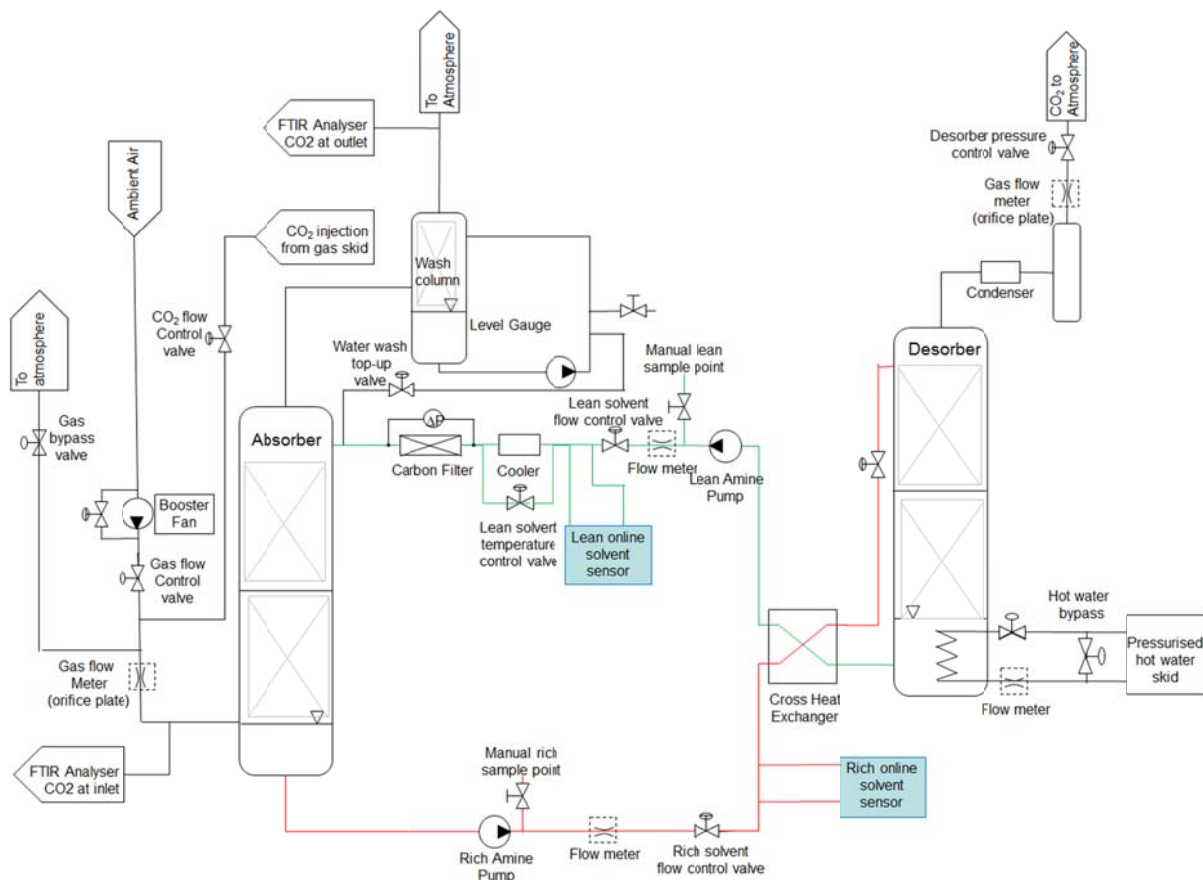 To
Atmosphere
CO2 to
Atmosphere
FTIR Analyser
CO2 at outlet
Desorber pressure
control valve
Ambient Air
Gas flow
meter
(orifice plate)
CO2 injection
from gas skid
Wash
column
Condenser
To
atmosphere
CO2 flow
Control
valve
Level Gauge
Desorber
Water wash
top-up
valve
Manual lean
sample point
Lean solvent
flow control valve
Gas
bypass
valve
Absorber
ΔP
Carbon Filter
Cooler
Flow meter
Lean Amine
Pump
Booster
Fan
Lean solvent
temperature
control valve
Lean online
solvent
sensor
Gas flow
Control
valve
Hot water
bypass
Pressurised
hot water
skid
Gas flow
Meter
(orifice plate)
Cross Heat
Exchanger
Flow meter
FTIR Analyser
CO2 at inlet
Manual rich
sample point
Rich online
solvent
sensor
Rich Amine
Pump
Flow meter
Rich solvent
flow control valve